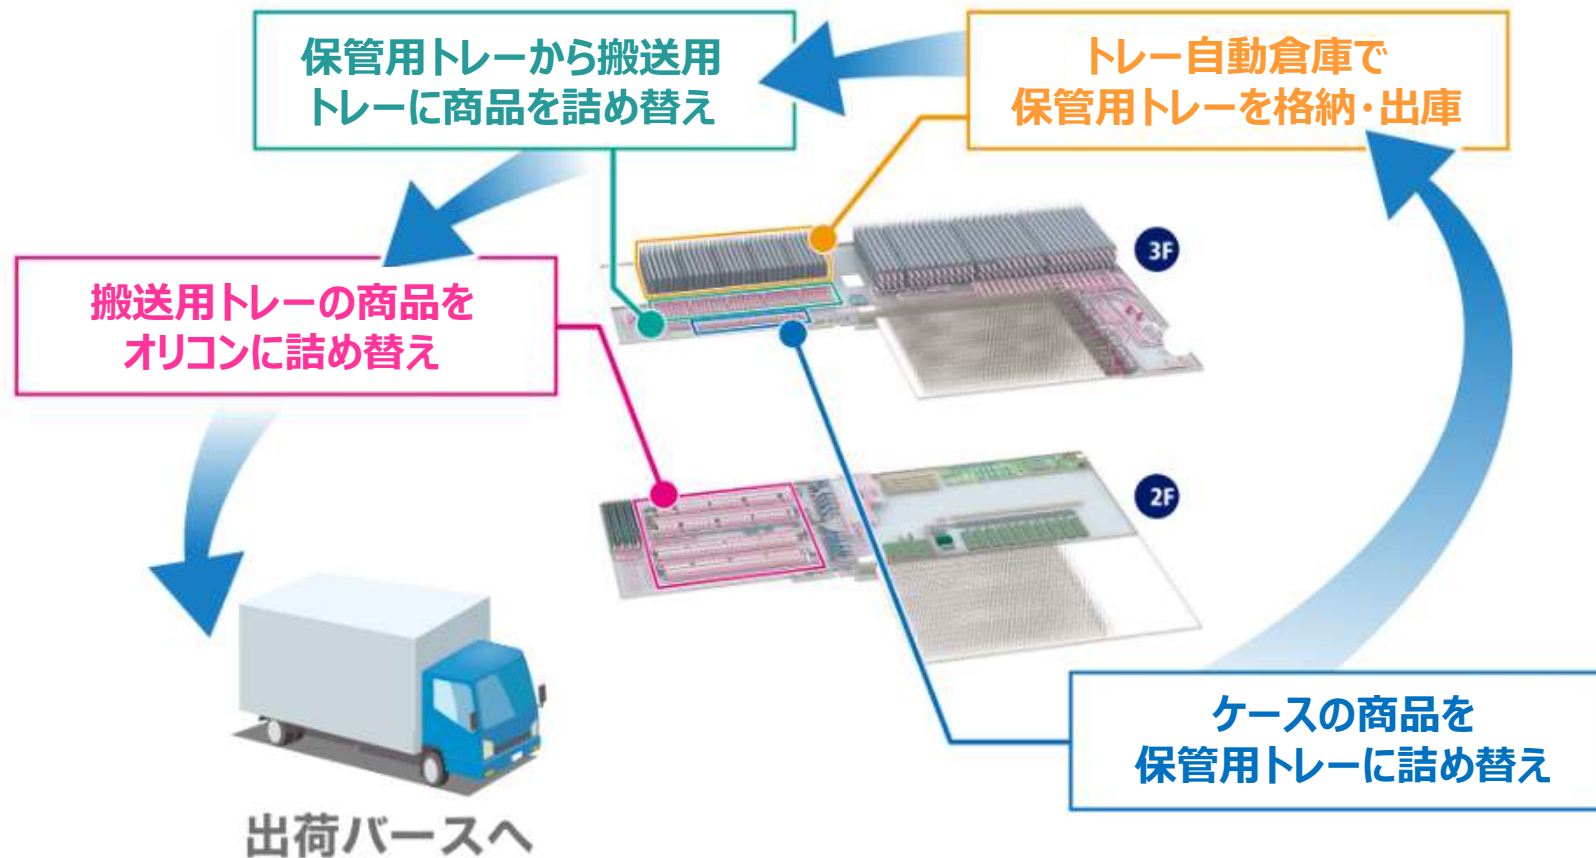 保管用トレーから搬送用
トレーに商品を詰め替え
トレー自動倉庫で
保管用トレーを格納・出庫
搬送用トレーの商品を
オリコンに詰め替え
3F
2F
ケースの商品を
保管用トレーに詰め替え
出荷バースへ